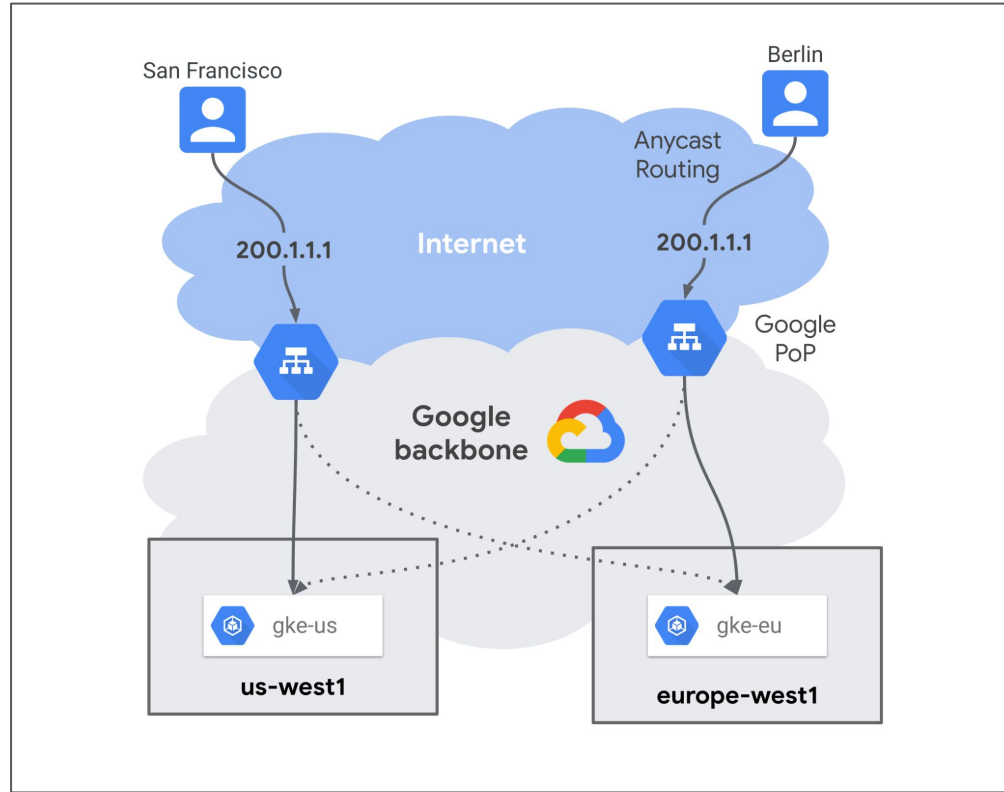 San Francisco
Berlin
Anycast
Routing
200.1.1.1
Internet
200.1.1.1
Google
PoP
Google
backbone
gke-us
gke-eu
us-west1
europe-west1